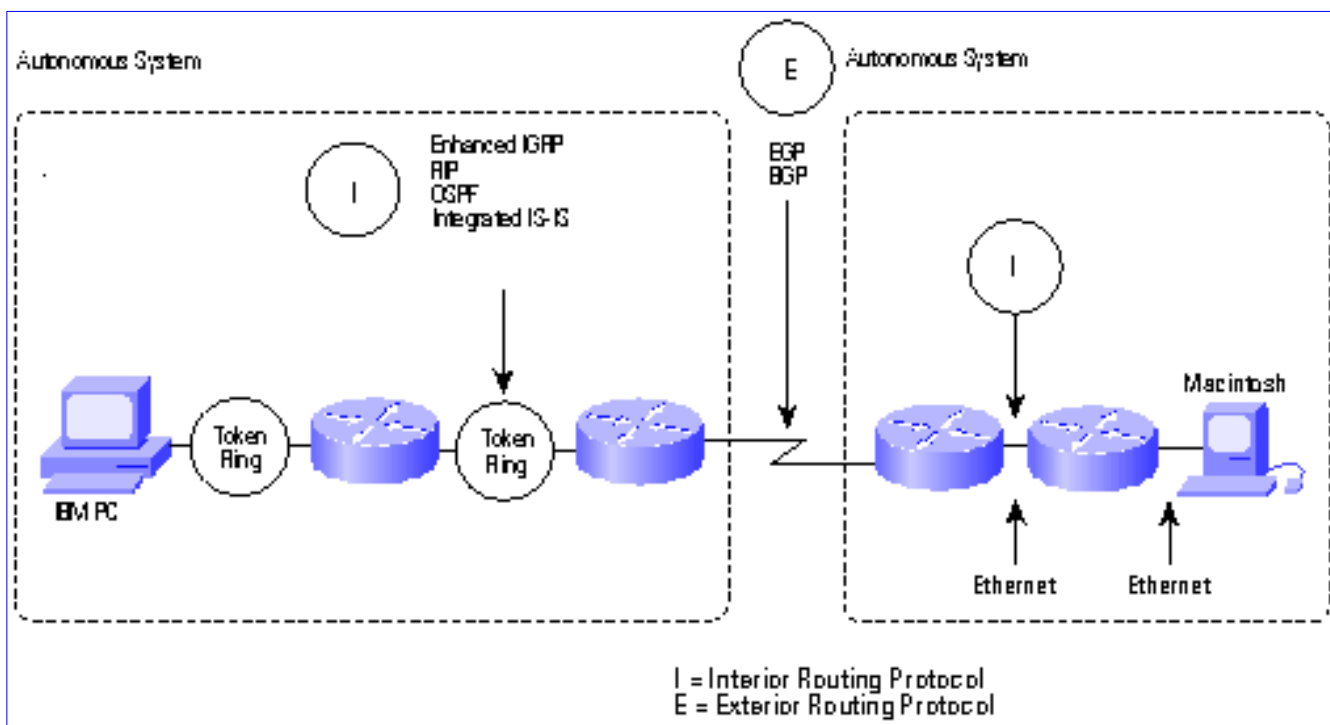 Autonomous System
E
Autonomous System
I
Enhanced IGRP
RIP
OSPF
Integrated IS-IS
EGP
BGP
I
Macintosh
Token
Ring
Token
Ring
IBM PC
Ethernet
Ethernet
I = Interior Routing Protocol
E = Exterior Routing Protocol